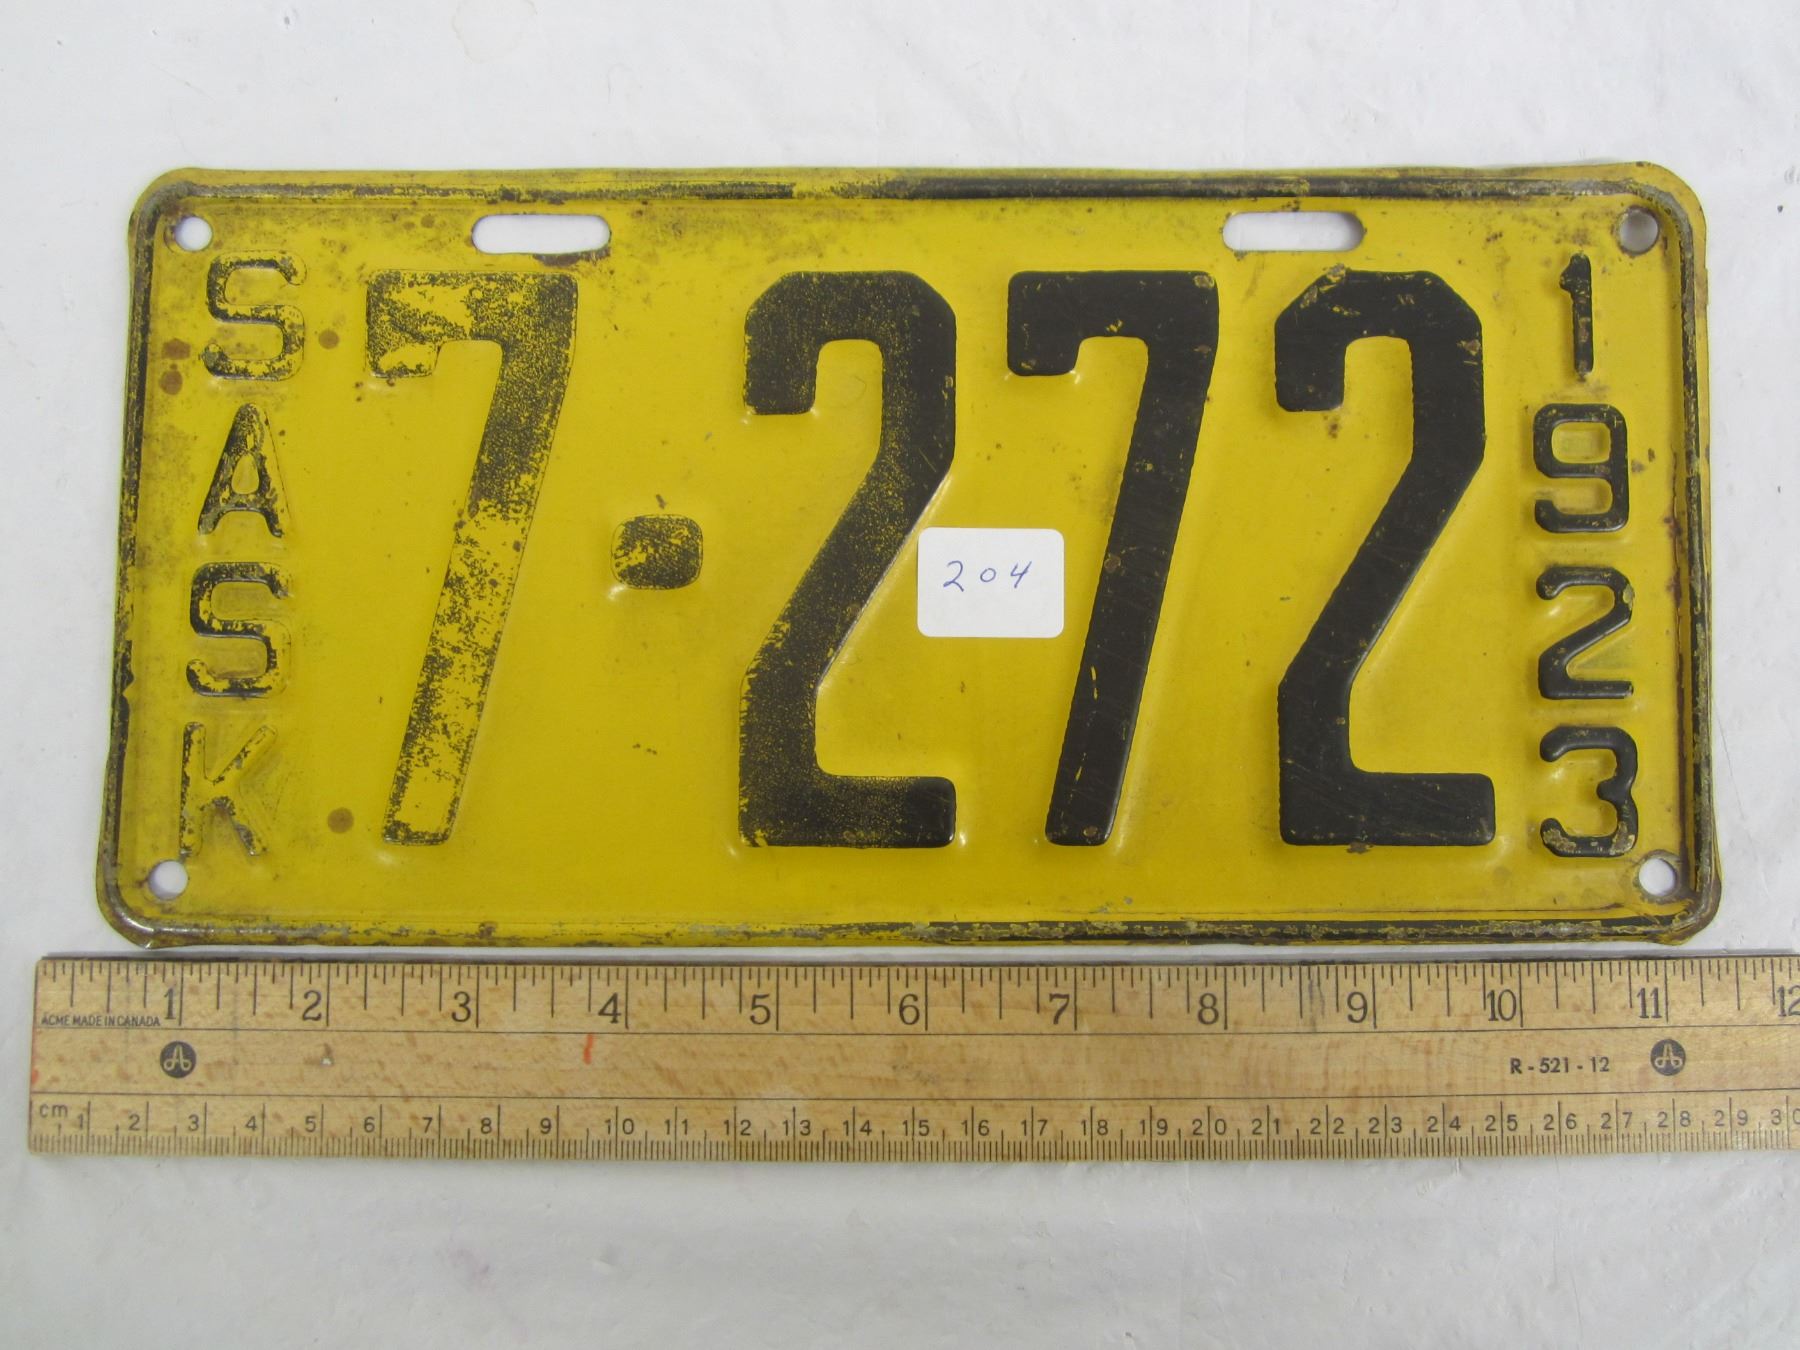 SASK
7-272
1923
204
1 2 3 4 5 6 7 8 9 10 11 12
ACME MADE IN CANADA
R-521-12
cm 1 2 3 4 5 6 7 8 9 10 11 12 13 14 15 16 17 18 19 20 21 22 23 24 25 26 27 28 29 30